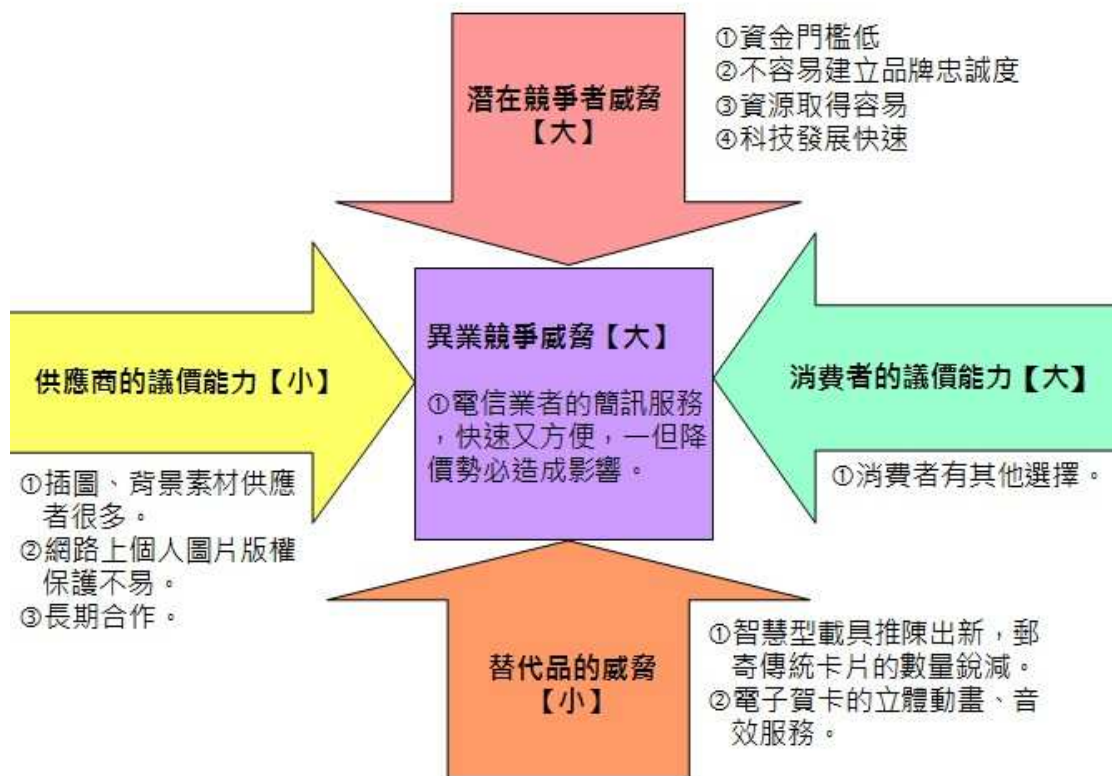 潛在競爭者威脅
【大】
①資金門檻低
②不容易建立品牌忠誠度
③資源取得容易
④科技發展快速
供應商的議價能力【小】
①插圖、背景素材供應
者很多。
②網路上個人圖片版權
保護不易。
③長期合作。
異業競爭威脅【大】
①電信業者的簡訊服務
，快速又方便，一但降
價勢必造成影響。
消費者的議價能力【大】
①消費者有其他選擇。
替代品的威脅
【小】
①智慧型載具推陳出新，郵
寄傳統卡片的數量銳減。
②電子賀卡的立體動畫、音
效服務。